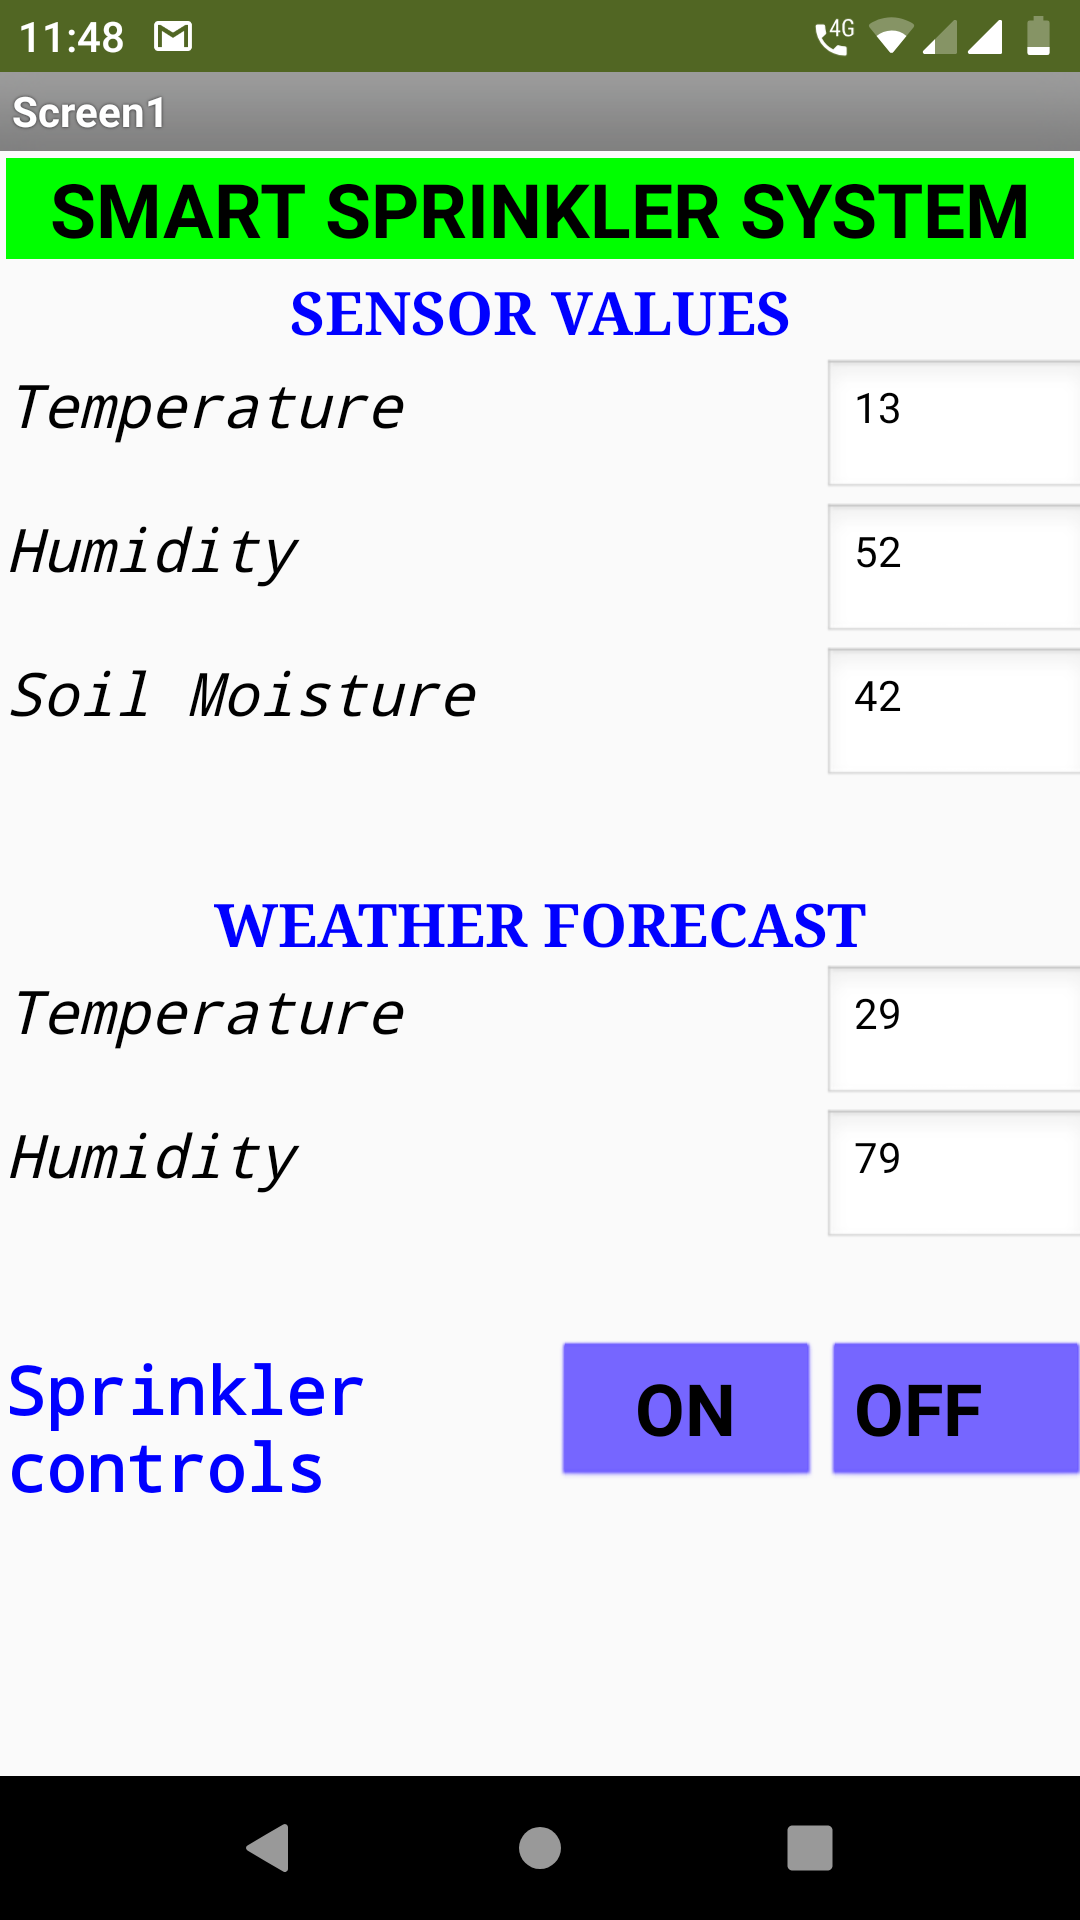 11:48
4G
Screen1
SMART SPRINKLER SYSTEM
SENSOR VALUES
Temperature 13
Humidity 52
Soil Moisture 42
WEATHER FORECAST
Temperature 29
Humidity 79
Sprinkler ON OFF
controls